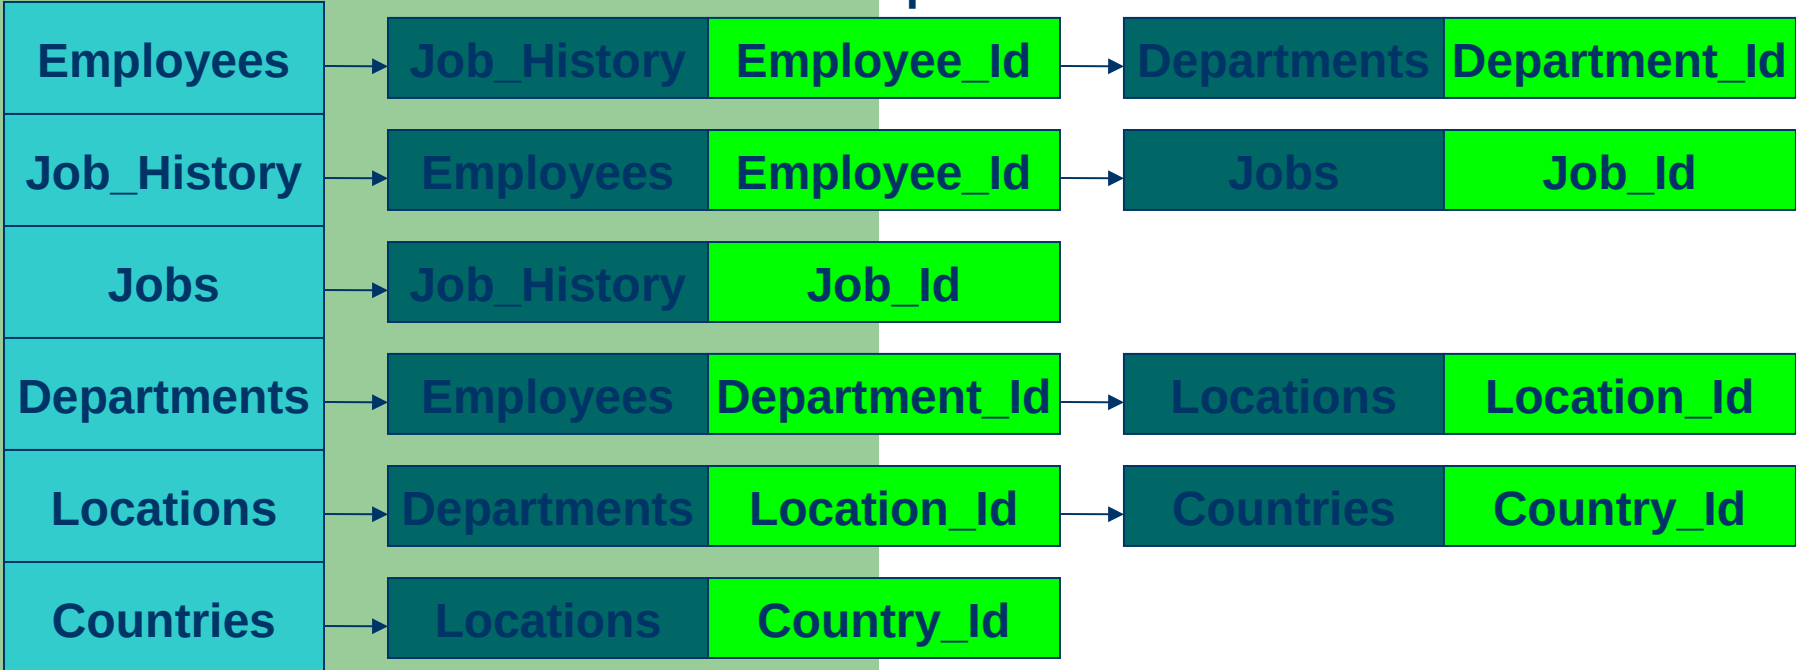 Employees Job_History Employee_Id Departments Department_Id
Job_History Employees Employee_Id Jobs Job_Id
Jobs Job_History Job_Id
Departments Employees Department_Id Locations Location_Id
Locations Departments Location_Id Countries Country_Id
Countries Locations Country_Id